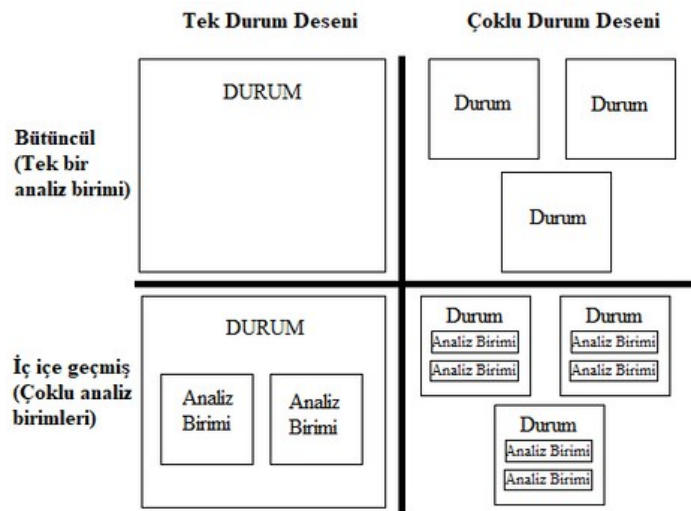 Tek Durum Deseni
Çoklu Durum Deseni
Bütüncül
(Tek bir
analiz birimi)
DURUM
Durum
Durum
Durum
İç içe geçmiş
(Çoklu analiz
birimleri)
DURUM
Analiz
Birimi
Analiz
Birimi
Durum
Analiz Birimi
Analiz Birimi
Durum
Analiz Birimi
Analiz Birimi
Durum
Analiz Birimi
Analiz Birimi